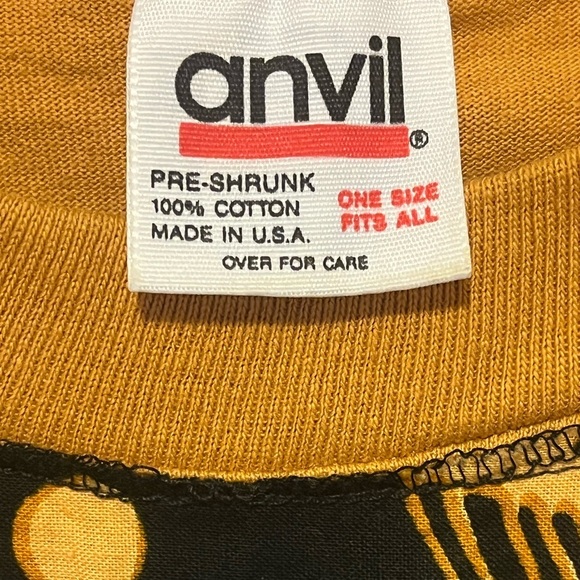 anvil®
PRE-SHRUNK
100% COTTON
MADE IN U.S.A.
ONE SIZE
FITS ALL
OVER FOR CARE